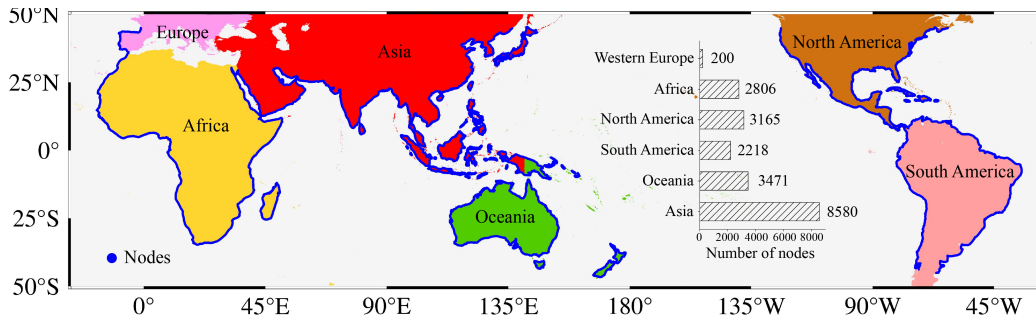 50°N
25°N
0°
25°S
50°S
Europe
Asia
Africa
Oceania
North America
South America
Nodes
Western Europe 200
Africa 2806
North America 3165
South America 2218
Oceania 3471
Asia 8580
0 2000 4000 6000 8000
Number of nodes
0° 45°E 90°E 135°E 180° 135°W 90°W 45°W